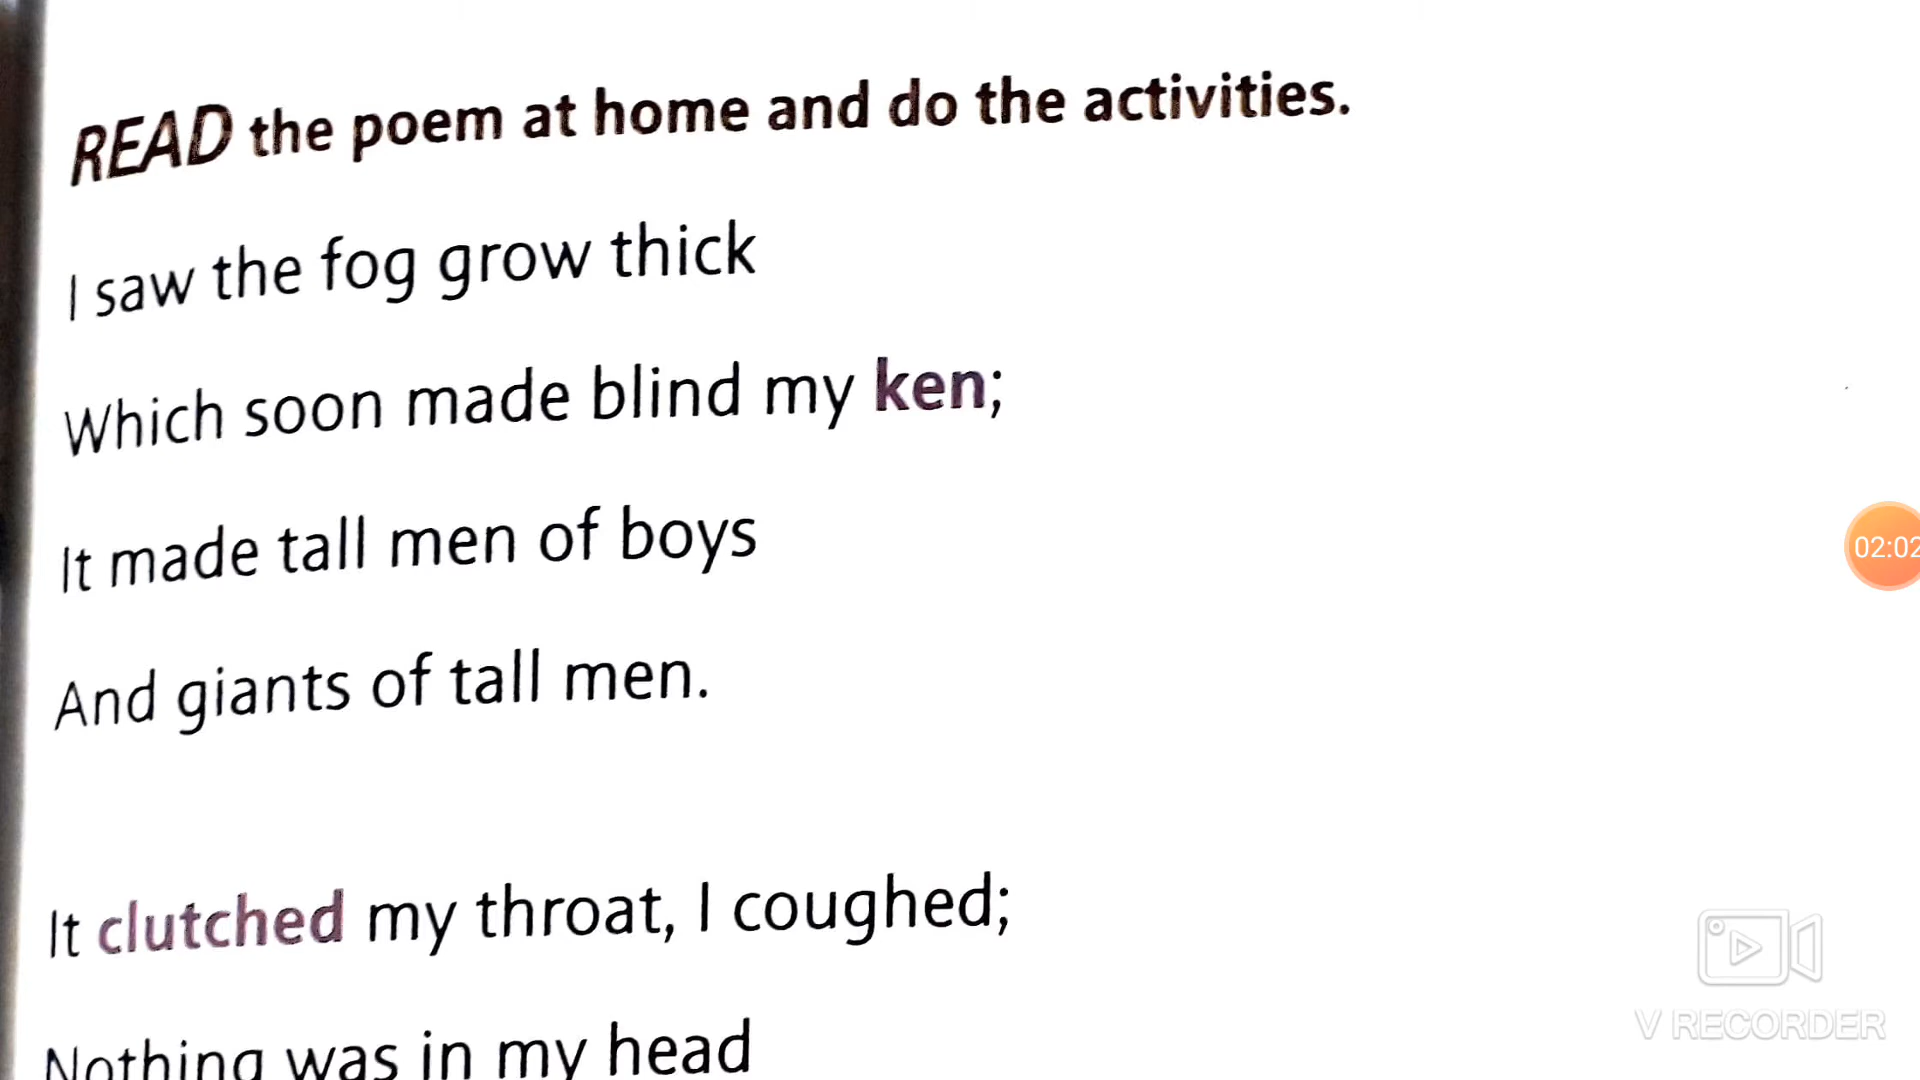 READ the poem at home and do the activities.
I saw the fog grow thick
Which soon made blind my ken;
It made tall men of boys
And giants of tall men.
It clutched my throat, I coughed;
Nothing was in my head
02:02
V RECORDER